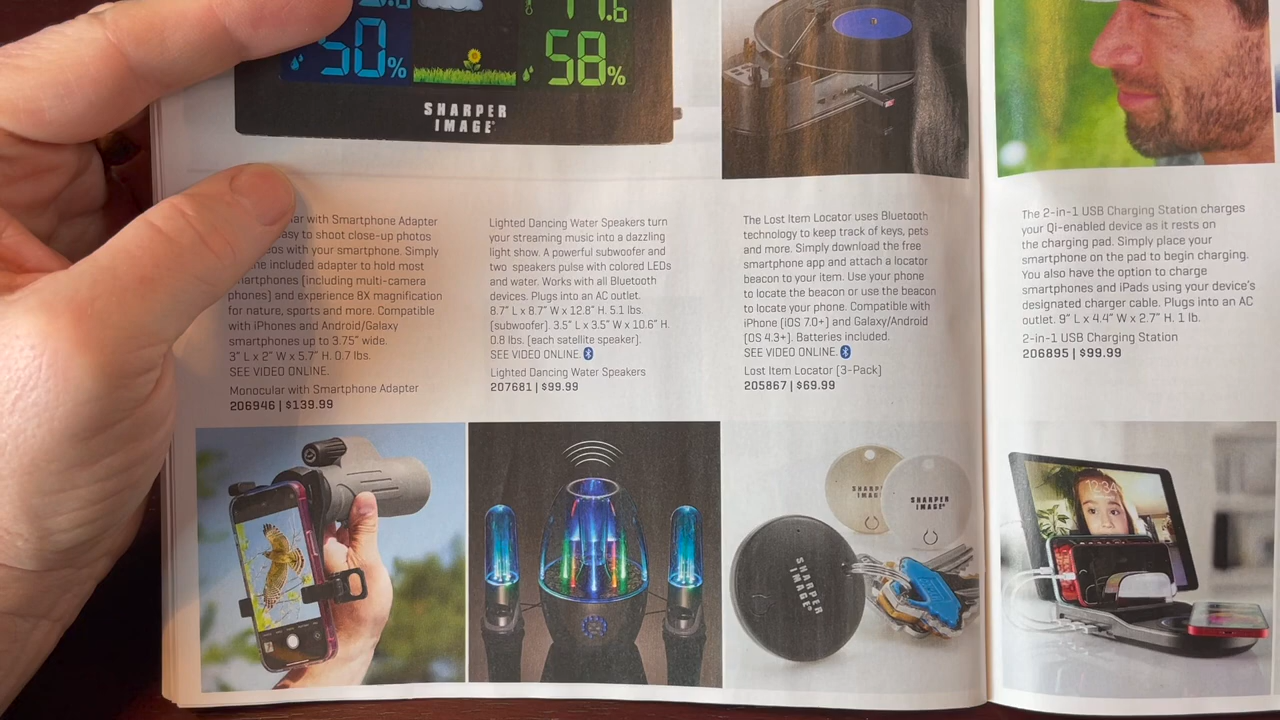 50%
58%
SHARPER
IMAGE®
with Smartphone Adapter
to shoot close-up photos
with your smartphone. Simply
included adapter to hold most
(including multi-camera
phones) and experience 8X magnification
for nature, sports and more. Compatible
with iPhones and Android/Galaxy
smartphones up to 3.75" wide.
3" L x 2" W x 5.7" H. 0.7 lbs.
SEE VIDEO ONLINE.
Monocular with Smartphone Adapter
206946 | $139.99
Lighted Dancing Water Speakers turn
your streaming music into a dazzling
light show. A powerful subwoofer and
two speakers pulse with colored LEDs
and water. Works with all Bluetooth
devices. Plugs into an AC outlet.
8.7" L x 8.7" W x 12.8" H. 5.1 lbs.
(subwoofer). 3.5" L x 3.5" W x 10.6" H.
0.8 lbs. (each satellite speaker).
SEE VIDEO ONLINE.
Lighted Dancing Water Speakers
207681 | $99.99
The Lost Item Locator uses Bluetooth
technology to keep track of keys, pets
and more. Simply download the free
smartphone app and attach a locator
beacon to your item. Use your phone
to locate the beacon or use the beacon
to locate your phone. Compatible with
iPhone (iOS 7.0+) and Galaxy/Android
(OS 4.3+). Batteries included.
SEE VIDEO ONLINE.
Lost Item Locator (3-Pack)
205867 | $69.99
The 2-in-1 USB Charging Station charges
your Qi-enabled device as it rests on
the charging pad. Simply place your
smartphone on the pad to begin charging.
You also have the option to charge
smartphones and iPads using your device's
designated charger cable. Plugs into an AC
outlet. 9" L x 4.4" W x 2.7" H. 1 lb.
2-in-1 USB Charging Station
206895 | $99.99
SHARPER
IMAGE®
SHARPER
IMAGE®
12:34